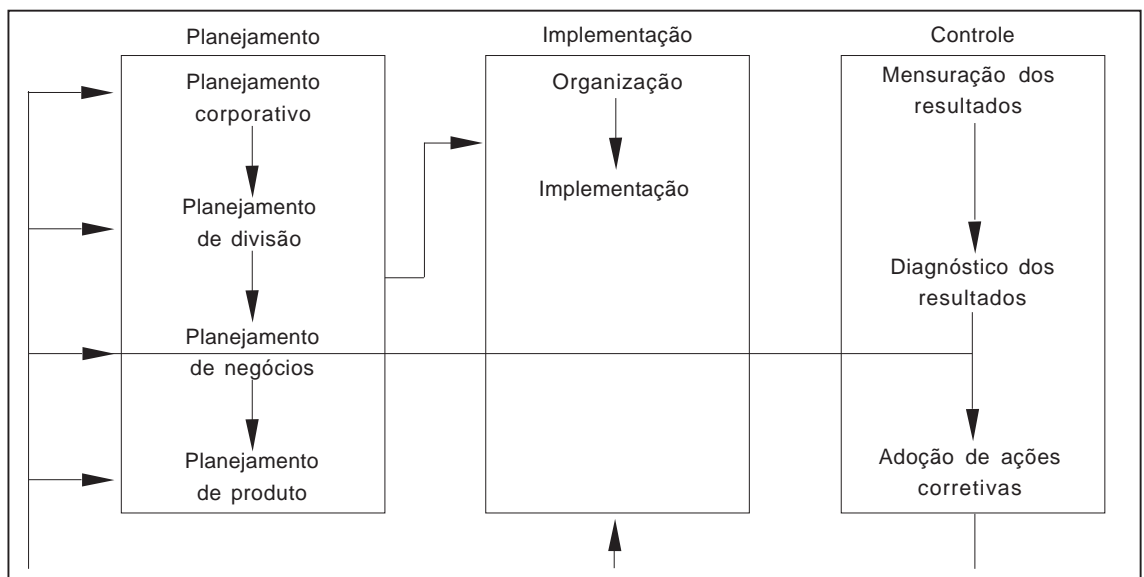 Planejamento
Planejamento
corporativo
Planejamento
de divisão
Planejamento
de negócios
Planejamento
de produto
Implementação
Organização
Implementação
Controle
Mensuração dos
resultados
Diagnóstico dos
resultados
Adoção de ações
corretivas